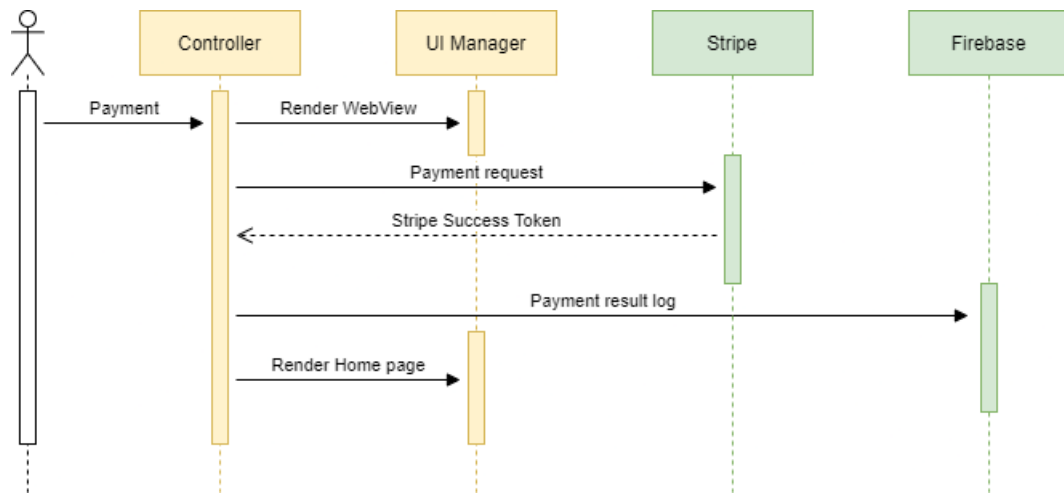 Controller
UI Manager
Stripe
Firebase
Payment
Render WebView
Payment request
Stripe Success Token
Payment result log
Render Home page